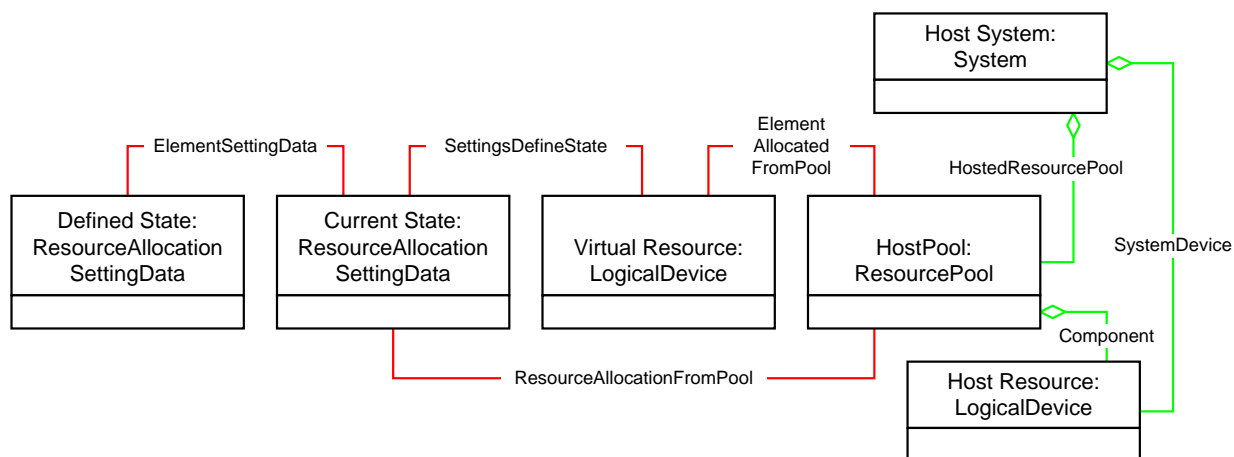 Host System:
System
ElementSettingData
SettingsDefineState
Element
Allocated
FromPool
HostedResourcePool
Defined State:
ResourceAllocation
SettingData
Current State:
ResourceAllocation
SettingData
Virtual Resource:
LogicalDevice
HostPool:
ResourcePool
SystemDevice
Component
ResourceAllocationFromPool
Host Resource:
LogicalDevice